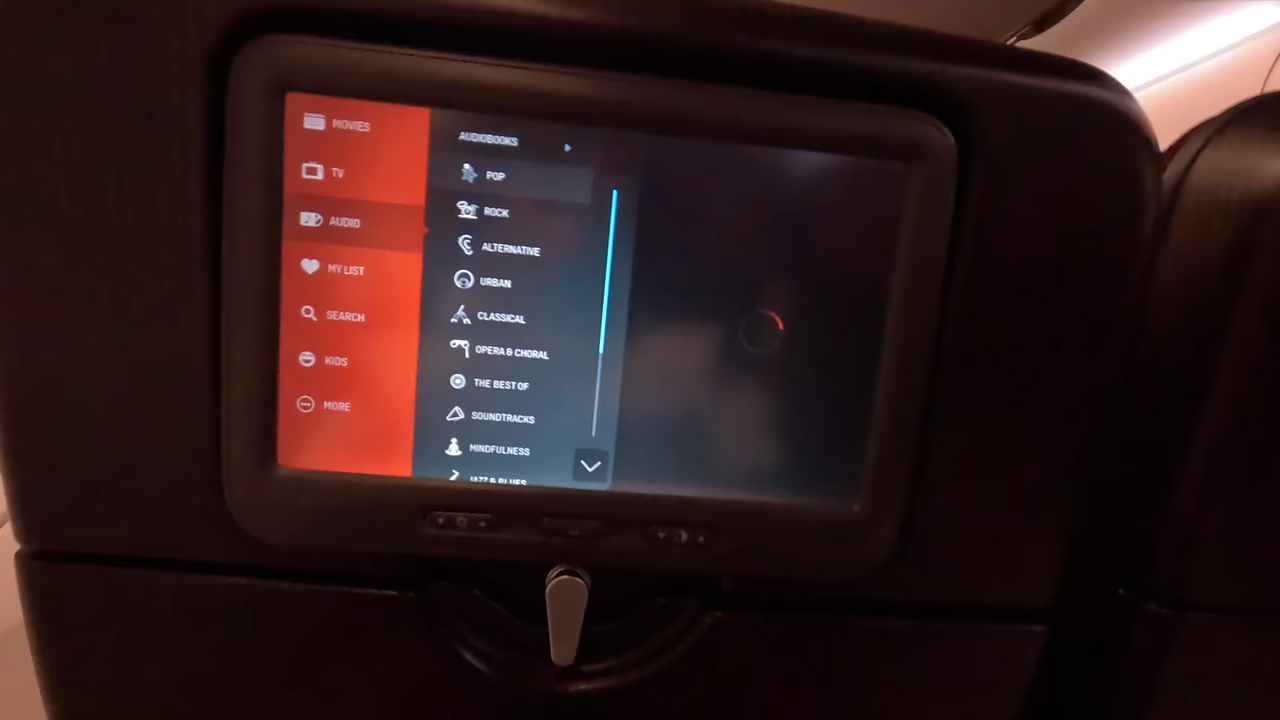 MOVIES
TV
AUDIO
MY LIST
SEARCH
KIDS
MORE
AUDIOBOOKS
POP
ROCK
ALTERNATIVE
URBAN
CLASSICAL
OPERA & CHORAL
THE BEST OF
SOUNDTRACKS
MINDFULNESS
JAZZ & BLUES